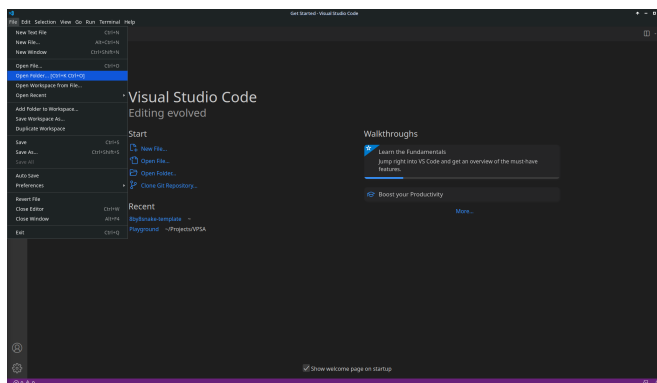 Get Started - Visual Studio Code
File Edit Selection View Go Run Terminal Help
New Text File Ctrl+N
New File... Alt+Ctrl+N
New Window Ctrl+Shift+N
Open File... Ctrl+O
Open Folder... [Ctrl+K Ctrl+O]
Open Workspace from File...
Open Recent
Add Folder to Workspace...
Save Workspace As...
Duplicate Workspace
Save Ctrl+S
Save As... Ctrl+Shift+S
Save All
Auto Save
Preferences
Revert File
Close Editor Ctrl+W
Close Window Alt+F4
Exit Ctrl+Q
Visual Studio Code
Editing evolved
Start
New File...
Open File...
Open Folder...
Clone Git Repository...
Recent
Playground ~/Projects/VPSA
Walkthroughs
Learn the Fundamentals
Jump right into VS Code and get an overview of the must-have
features.
Boost your Productivity
More...
Show welcome page on startup